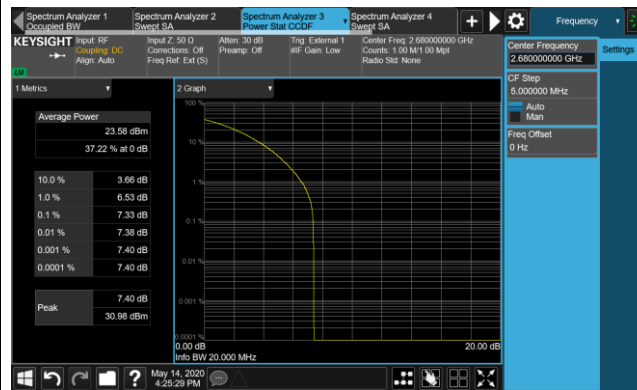 Spectrum Analyzer 1
Occupied BW
Spectrum Analyzer 2
Swept SA
Spectrum Analyzer 3
Power Stat CCDF
Spectrum Analyzer 4
Swept SA
+
Frequency
KEYSIGHT
Input: RF
Coupling: DC
Align: Auto
Input Z: 50 Ω
Corrections: Off
Freq Ref: Ext (S)
Atten: 30 dB
Preamp: Off
Trig: External 1
#IF Gain: Low
Center Freq: 2.680000000 GHz
Counts: 1.00 M/1.00 Mpt
Radio Std: None
Center Frequency
2.680000000 GHz
Settings
CF Step
5.000000 MHz
Auto
Man
Freq Offset
0 Hz
1 Metrics
Average Power
23.58 dBm
37.22 % at 0 dB
10.0 % 3.66 dB
1.0 % 6.53 dB
0.1 % 7.33 dB
0.01 % 7.38 dB
0.001 % 7.40 dB
0.0001 % 7.40 dB
Peak
7.40 dB
30.98 dBm
2 Graph
100 %
10 %
1 %
0.1 %
0.01 %
0.001 %
0.0001 %
0.00 dB
20.00 dB
Info BW 20.000 MHz
?
May 14, 2020
4:25:29 PM